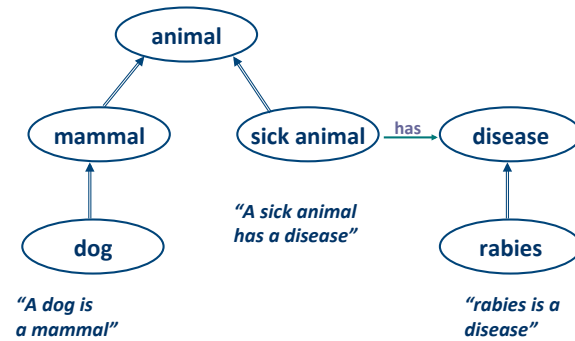 animal
mammal
sick animal
has
disease
“A sick animal
has a disease”
dog
rabies
“A dog is
a mammal”
“rabies is a
disease”